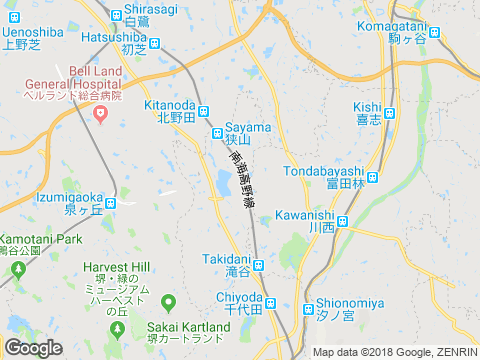 Shirasagi
白鷺
Uenoshiba
上野芝
Hatsushiba
初芝
Komagatani
駒ヶ谷
Bell Land
General Hospital
ベルランド総合病院
Kitanoda
北野田
Kishi
喜志
Sayama
狭山
南海高野線
Tondabayashi
富田林
Izumigaoka
泉ヶ丘
Kawanishi
川西
Kamotani Park
鴨谷公園
Takidani
滝谷
Harvest Hill
堺・緑の
ミュージアム
ハーベスト
の丘
Chiyoda
千代田
Shionomiya
汐ノ宮
Sakai Kartland
堺カートランド
Google
Map data ©2018 Google, ZENRIN